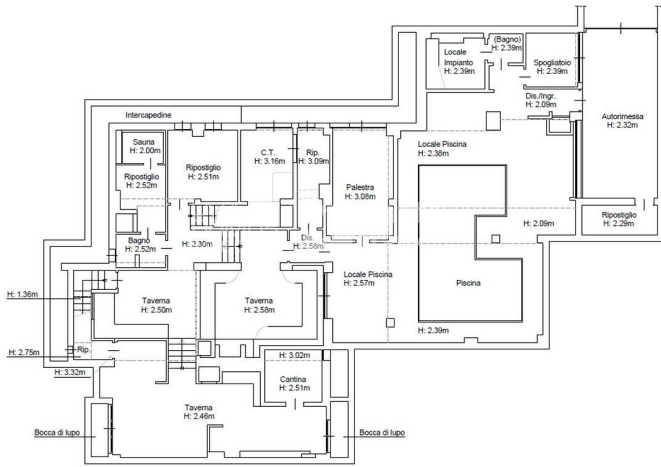 (Bagno)
H: 2.39m
Locale
Impianto
H: 2.39m
Spogliatoio
H: 2.39m
Dis./Ingr.
H: 2.09m
Autorimessa
H: 2.32m
Intercapedine
Sauna
H: 2.00m
Ripostiglio
H: 2.52m
Ripostiglio
H: 2.51m
C.T.
H: 3.16m
Rip.
H: 3.09m
Palestra
H: 3.08m
Locale Piscina
H: 2.36m
H: 2.09m
Ripostiglio
H: 2.29m
Bagno
H: 2.52m
H: 2.30m
Dis.
H: 2.58m
Locale Piscina
H: 2.57m
Piscina
H: 2.39m
H: 1.36m
Taverna
H: 2.50m
Taverna
H: 2.58m
H: 2.75m
Rip.
H: 3.32m
H: 3.02m
Cantina
H: 2.51m
Taverna
H: 2.46m
Bocca di lupo
Bocca di lupo